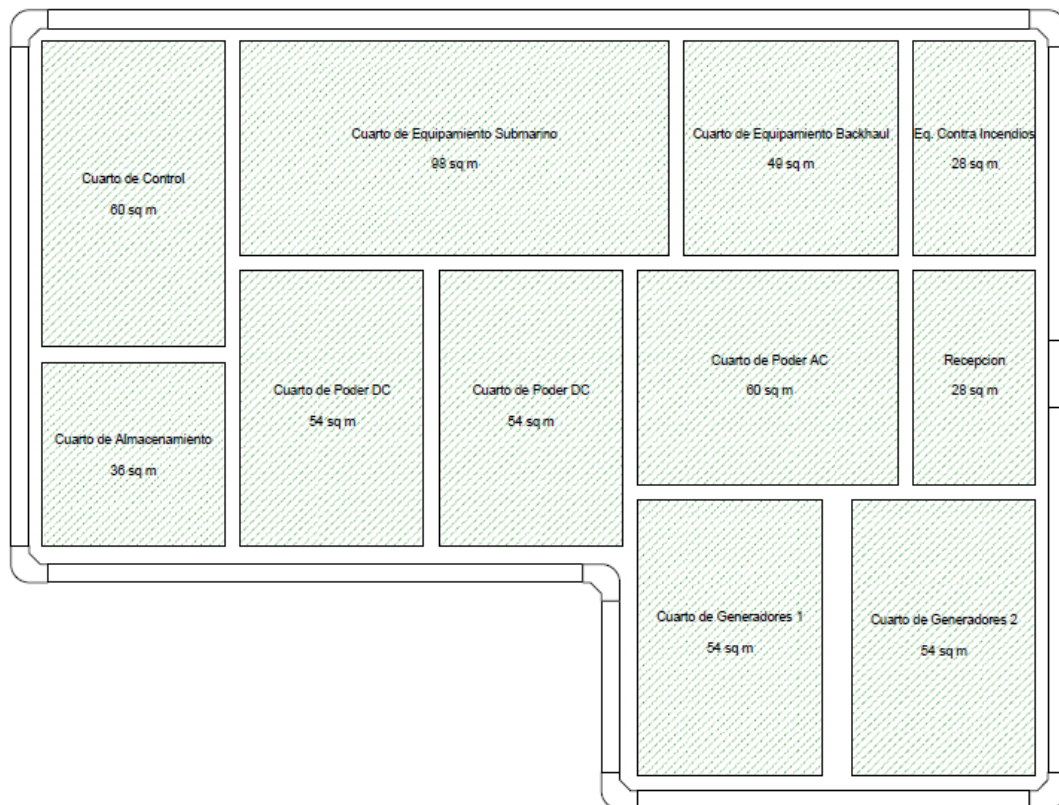 Cuarto de Control
60 sq m
Cuarto de Equipamiento Submarino
98 sq m
Cuarto de Equipamiento Backhaul
49 sq m
Eq. Contra Incendios
28 sq m
Cuarto de Almacenamiento
36 sq m
Cuarto de Poder DC
54 sq m
Cuarto de Poder DC
54 sq m
Cuarto de Poder AC
60 sq m
Recepcion
28 sq m
Cuarto de Generadores 1
54 sq m
Cuarto de Generadores 2
54 sq m